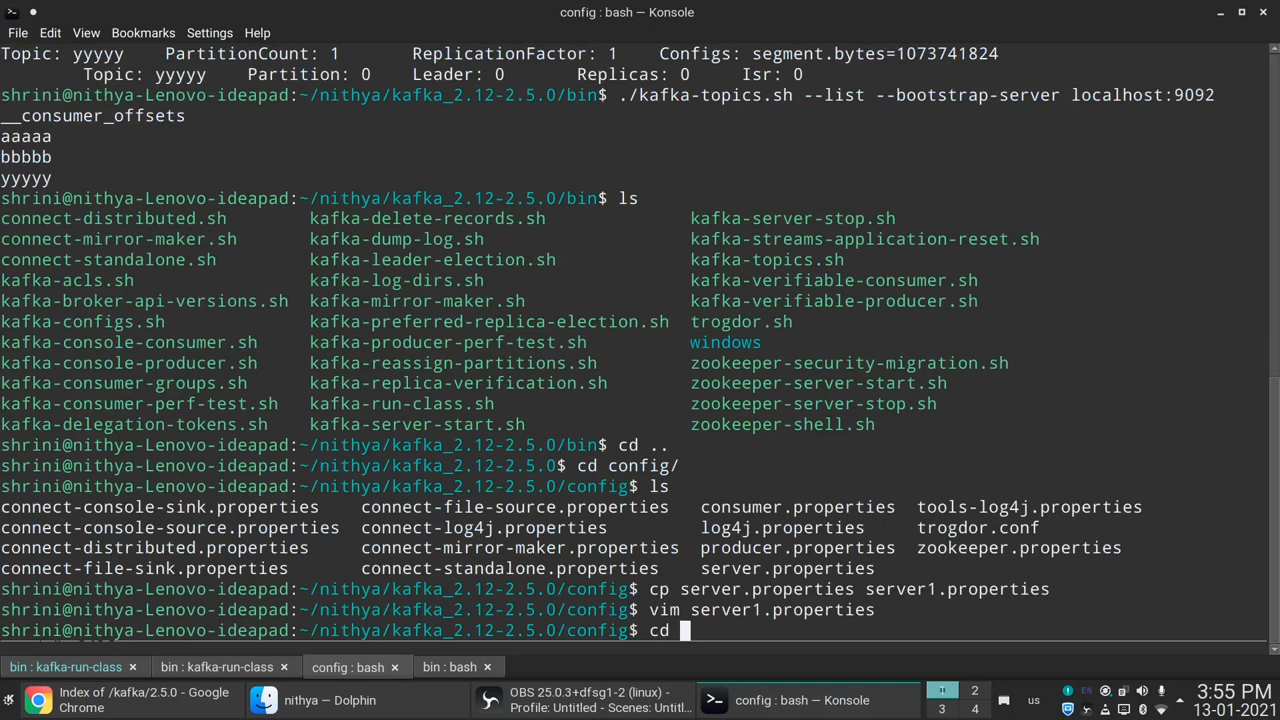 config : bash — Konsole
File Edit View Bookmarks Settings Help
Topic: yyyyy PartitionCount: 1 ReplicationFactor: 1 Configs: segment.bytes=1073741824
Topic: yyyyy Partition: 0 Leader: 0 Replicas: 0 Isr: 0
shrini@nithya-Lenovo-ideapad:~/nithya/kafka_2.12-2.5.0/bin$ ./kafka-topics.sh --list --bootstrap-server localhost:9092
__consumer_offsets
aaaaa
bbbbb
yyyyy
shrini@nithya-Lenovo-ideapad:~/nithya/kafka_2.12-2.5.0/bin$ ls
connect-distributed.sh kafka-delete-records.sh kafka-server-stop.sh
connect-mirror-maker.sh kafka-dump-log.sh kafka-streams-application-reset.sh
connect-standalone.sh kafka-leader-election.sh kafka-topics.sh
kafka-acls.sh kafka-log-dirs.sh kafka-verifiable-consumer.sh
kafka-broker-api-versions.sh kafka-mirror-maker.sh kafka-verifiable-producer.sh
kafka-configs.sh kafka-preferred-replica-election.sh trogdor.sh
kafka-console-consumer.sh kafka-producer-perf-test.sh windows
kafka-console-producer.sh kafka-reassign-partitions.sh zookeeper-security-migration.sh
kafka-consumer-groups.sh kafka-replica-verification.sh zookeeper-server-start.sh
kafka-consumer-perf-test.sh kafka-run-class.sh zookeeper-server-stop.sh
kafka-delegation-tokens.sh kafka-server-start.sh zookeeper-shell.sh
shrini@nithya-Lenovo-ideapad:~/nithya/kafka_2.12-2.5.0/bin$ cd ..
shrini@nithya-Lenovo-ideapad:~/nithya/kafka_2.12-2.5.0$ cd config/
shrini@nithya-Lenovo-ideapad:~/nithya/kafka_2.12-2.5.0/config$ ls
connect-console-sink.properties connect-file-source.properties consumer.properties tools-log4j.properties
connect-console-source.properties connect-log4j.properties log4j.properties trogdor.conf
connect-distributed.properties connect-mirror-maker.properties producer.properties zookeeper.properties
connect-file-sink.properties connect-standalone.properties server.properties
shrini@nithya-Lenovo-ideapad:~/nithya/kafka_2.12-2.5.0/config$ cp server.properties server1.properties
shrini@nithya-Lenovo-ideapad:~/nithya/kafka_2.12-2.5.0/config$ vim server1.properties
shrini@nithya-Lenovo-ideapad:~/nithya/kafka_2.12-2.5.0/config$ cd
bin : kafka-run-class bin : kafka-run-class config : bash bin : bash
Index of /kafka/2.5.0 - Google Chrome
nithya — Dolphin
OBS 25.0.3+dfsg1-2 (linux) - Profile: Untitled - Scenes: Untitl...
config : bash — Konsole
2
3 4
us
EN
3:55 PM
13-01-2021